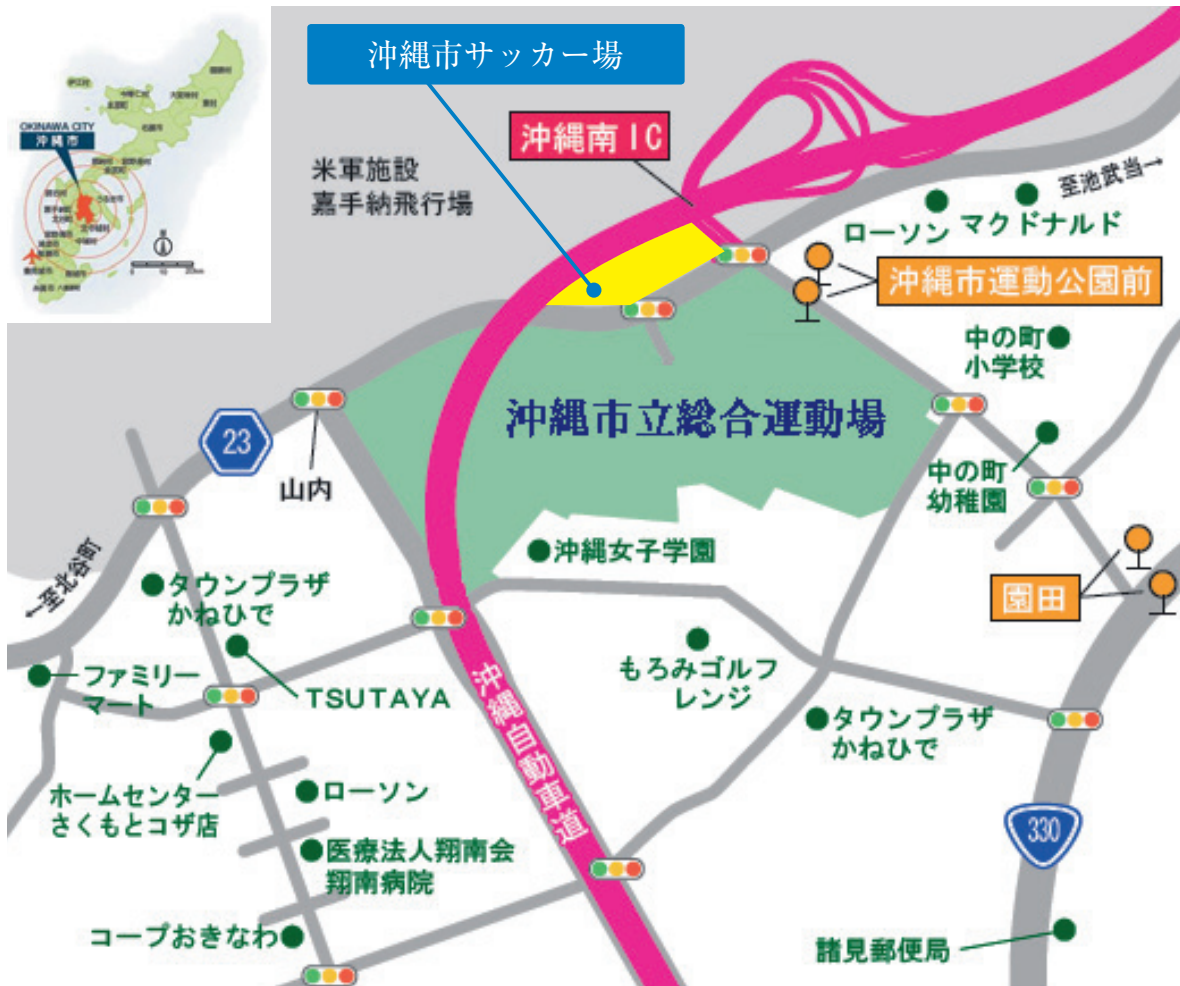 OKINAWA CITY
沖縄市
沖縄市サッカー場
沖縄南IC
米軍施設
嘉手納飛行場
至池武当→
ローソン
マクドナルド
沖縄市運動公園前
中の町
小学校
沖縄市立総合運動場
23
山内
中の町
幼稚園
←至北谷町
沖縄女子学園
園田
タウンプラザ
かねひで
もろみゴルフ
レンジ
ファミリー
マート
TSUTAYA
沖縄自動車道
タウンプラザ
かねひで
ホームセンター
さくもとコザ店
ローソン
330
医療法人翔南会
翔南病院
コープおきなわ
諸見郵便局